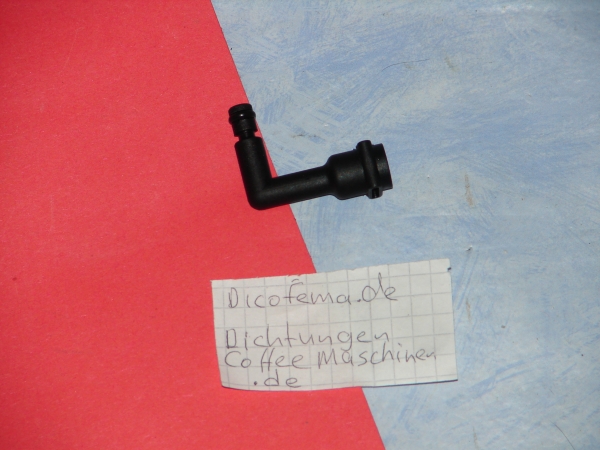 Dicofema.de
Dichtungen
Coffee Maschinen
.de